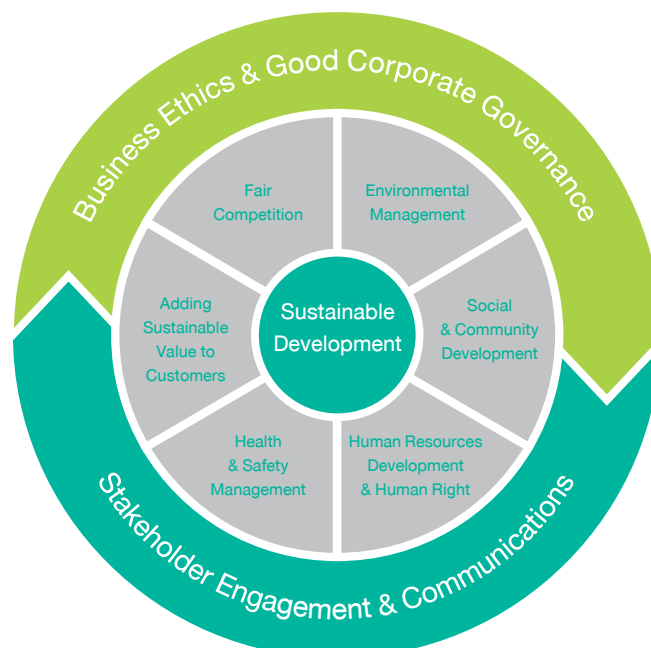 Business Ethics & Good Corporate Governance
Fair
Competition
Environmental
Management
Adding
Sustainable
Value to
Customers
Sustainable
Development
Social
& Community
Development
Health
& Safety
Management
Human Resources
Development
& Human Right
Stakeholder Engagement & Communications